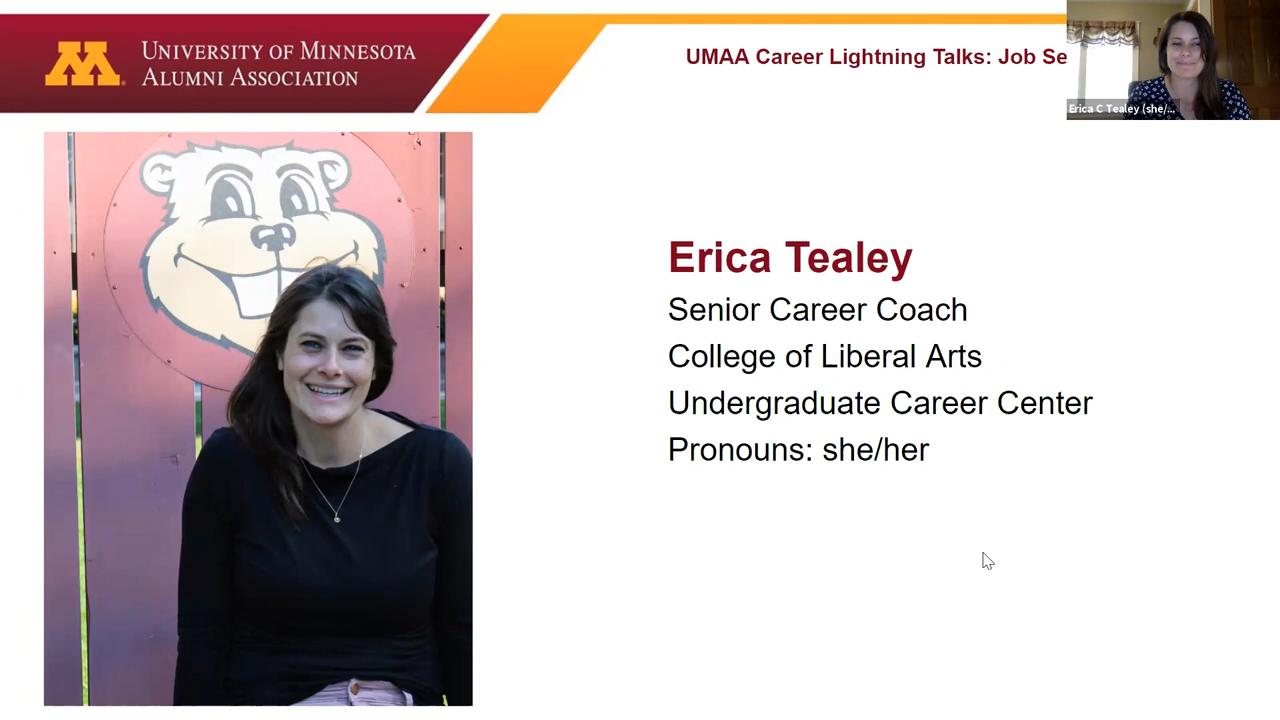 UNIVERSITY OF MINNESOTA
ALUMNI ASSOCIATION
UMAA Career Lightning Talks: Job Se
Erica C Tealey (she/...
Erica Tealey
Senior Career Coach
College of Liberal Arts
Undergraduate Career Center
Pronouns: she/her